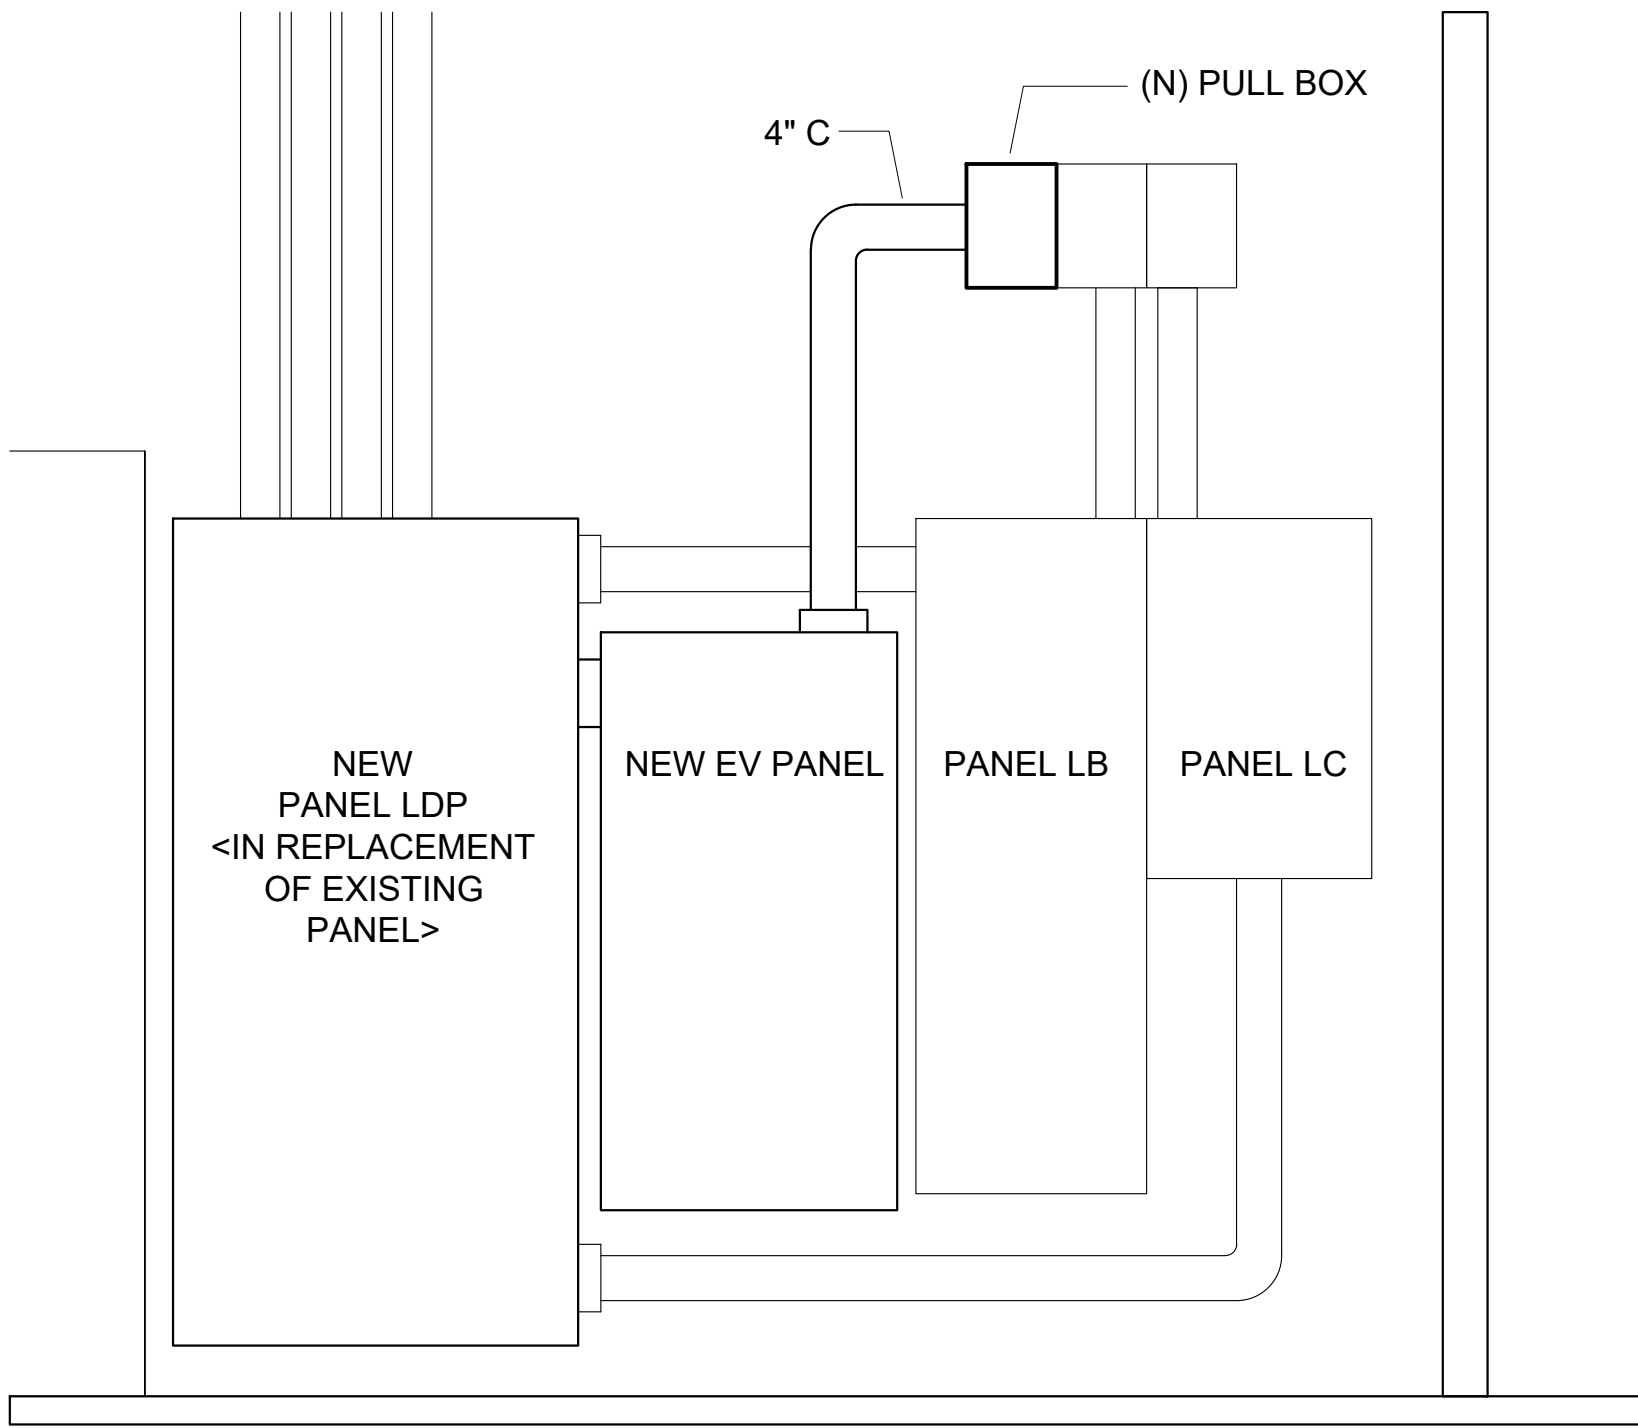 (N) PULL BOX
4" C
NEW
PANEL LDP
<IN REPLACEMENT
OF EXISTING
PANEL>
NEW EV PANEL
PANEL LB
PANEL LC